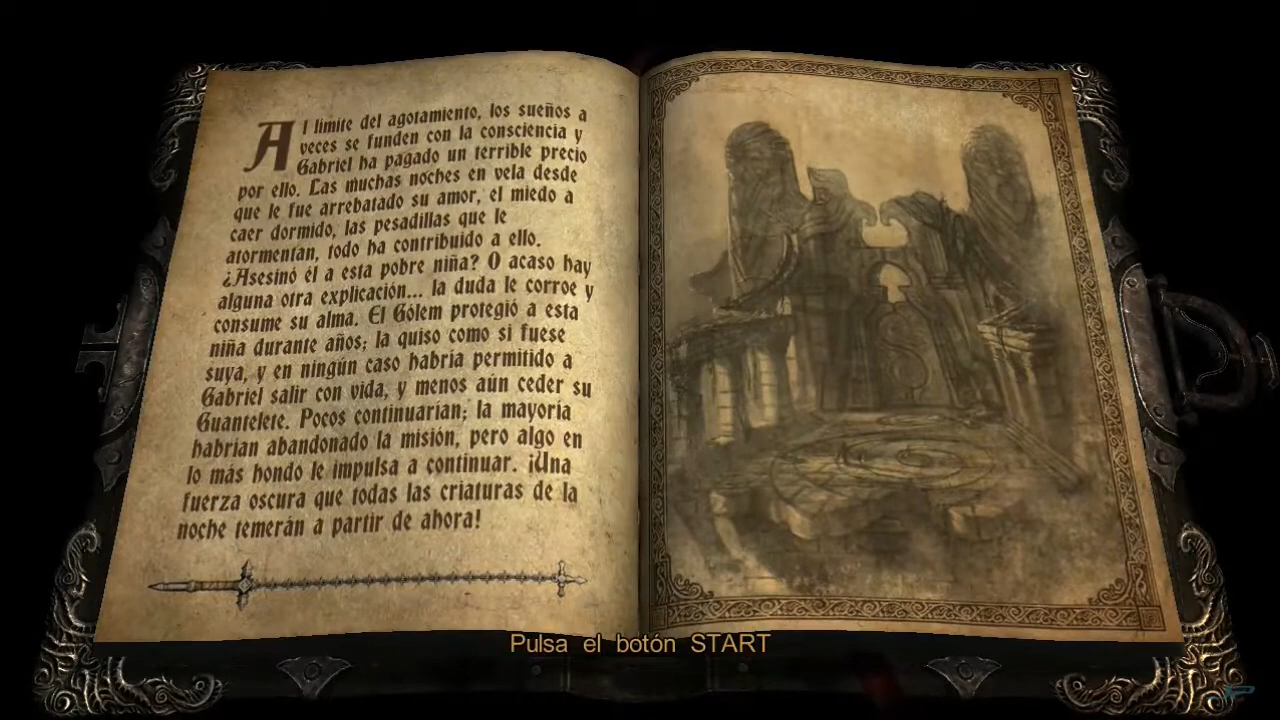 Al límite del agotamiento, los sueños a
veces se funden con la consciencia y
Gabriel ha pagado un terrible precio
por ello. Las muchas noches en vela desde
que le fue arrebatado su amor, el miedo a
caer dormido, las pesadillas que le
atormentan, todo ha contribuido a ello.
¿Asesinó él a esta pobre niña? O acaso hay
alguna otra explicación... la duda le corroe y
consume su alma. El Gólem protegió a esta
niña durante años; la quiso como si fuese
suya, y en ningún caso habría permitido a
Gabriel salir con vida, y menos aún ceder su
Guantelete. Pocos continuarían; la mayoría
habrían abandonado la misión, pero algo en
lo más hondo le impulsa a continuar. ¡Una
fuerza oscura que todas las criaturas de la
noche temerán a partir de ahora!
Pulsa el botón START